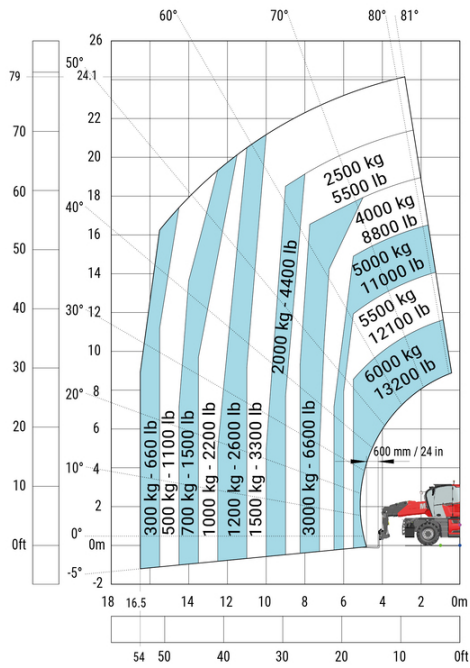 60°
70°
80°
81°
26
50°
79
24.1
22
70
20
2500 kg
5500 lb
60
18
4000 kg
8800 lb
40°
16
50
5000 kg
11000 lb
14
2000 kg - 4400 lb
40
30°
12
5500 kg
12100 lb
10
30
6000 kg
13200 lb
20°
8
300 kg - 660 lb
500 kg - 1100 lb
700 kg - 1500 lb
1000 kg - 2200 lb
1200 kg - 2600 lb
1500 kg - 3300 lb
3000 kg - 6600 lb
6
20
600 mm / 24 in
10°
4
10
2
0°
0ft
0m
-5°
-2
18
16.5
14
12
10
8
6
4
2
0m
54
50
40
30
20
10
0ft